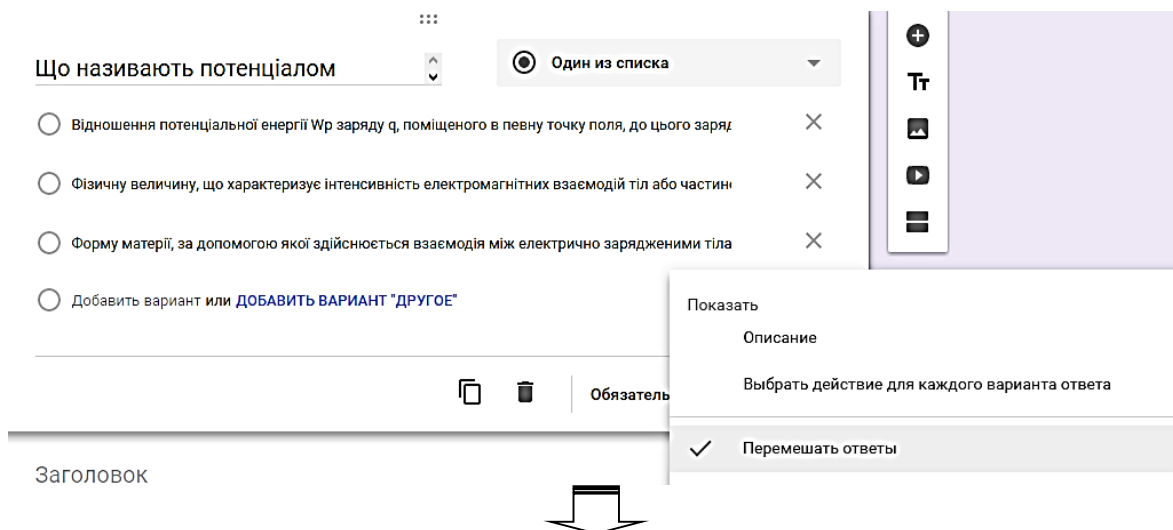 Що називають потенціалом
Один из списка
Tт
Відношення потенціальної енергії Wp заряду q, поміщеного в певну точку поля, до цього заряд
Фізичну величину, що характеризує інтенсивність електромагнітних взаємодій тіл або частин
Форму матерії, за допомогою якої здійснюється взаємодія між електрично зарядженими тіла
Добавить вариант или ДОБАВИТЬ ВАРИАНТ "ДРУГОЕ"
Показать
Описание
Выбрать действие для каждого варианта ответа
Обязатель
Перемешать ответы
Заголовок